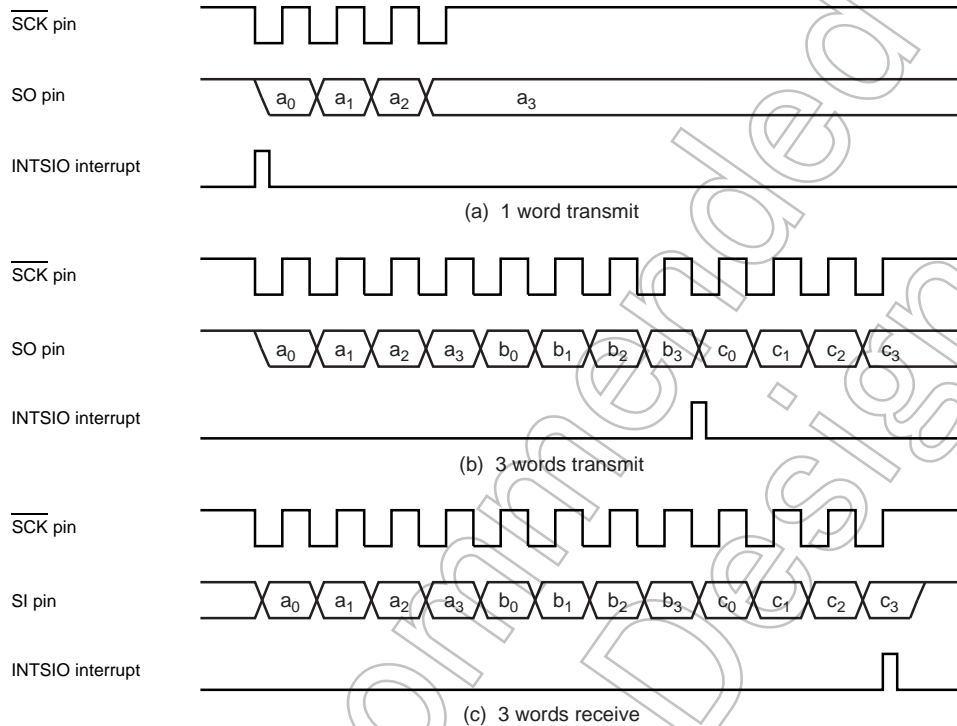 SCK pin
SO pin
a0 a1 a2 a3
INTSIO interrupt
(a) 1 word transmit
SCK pin
SO pin
a0 a1 a2 a3 b0 b1 b2 b3 c0 c1 c2 c3
INTSIO interrupt
(b) 3 words transmit
SCK pin
SI pin
a0 a1 a2 a3 b0 b1 b2 b3 c0 c1 c2 c3
INTSIO interrupt
(c) 3 words receive
ommended
Design